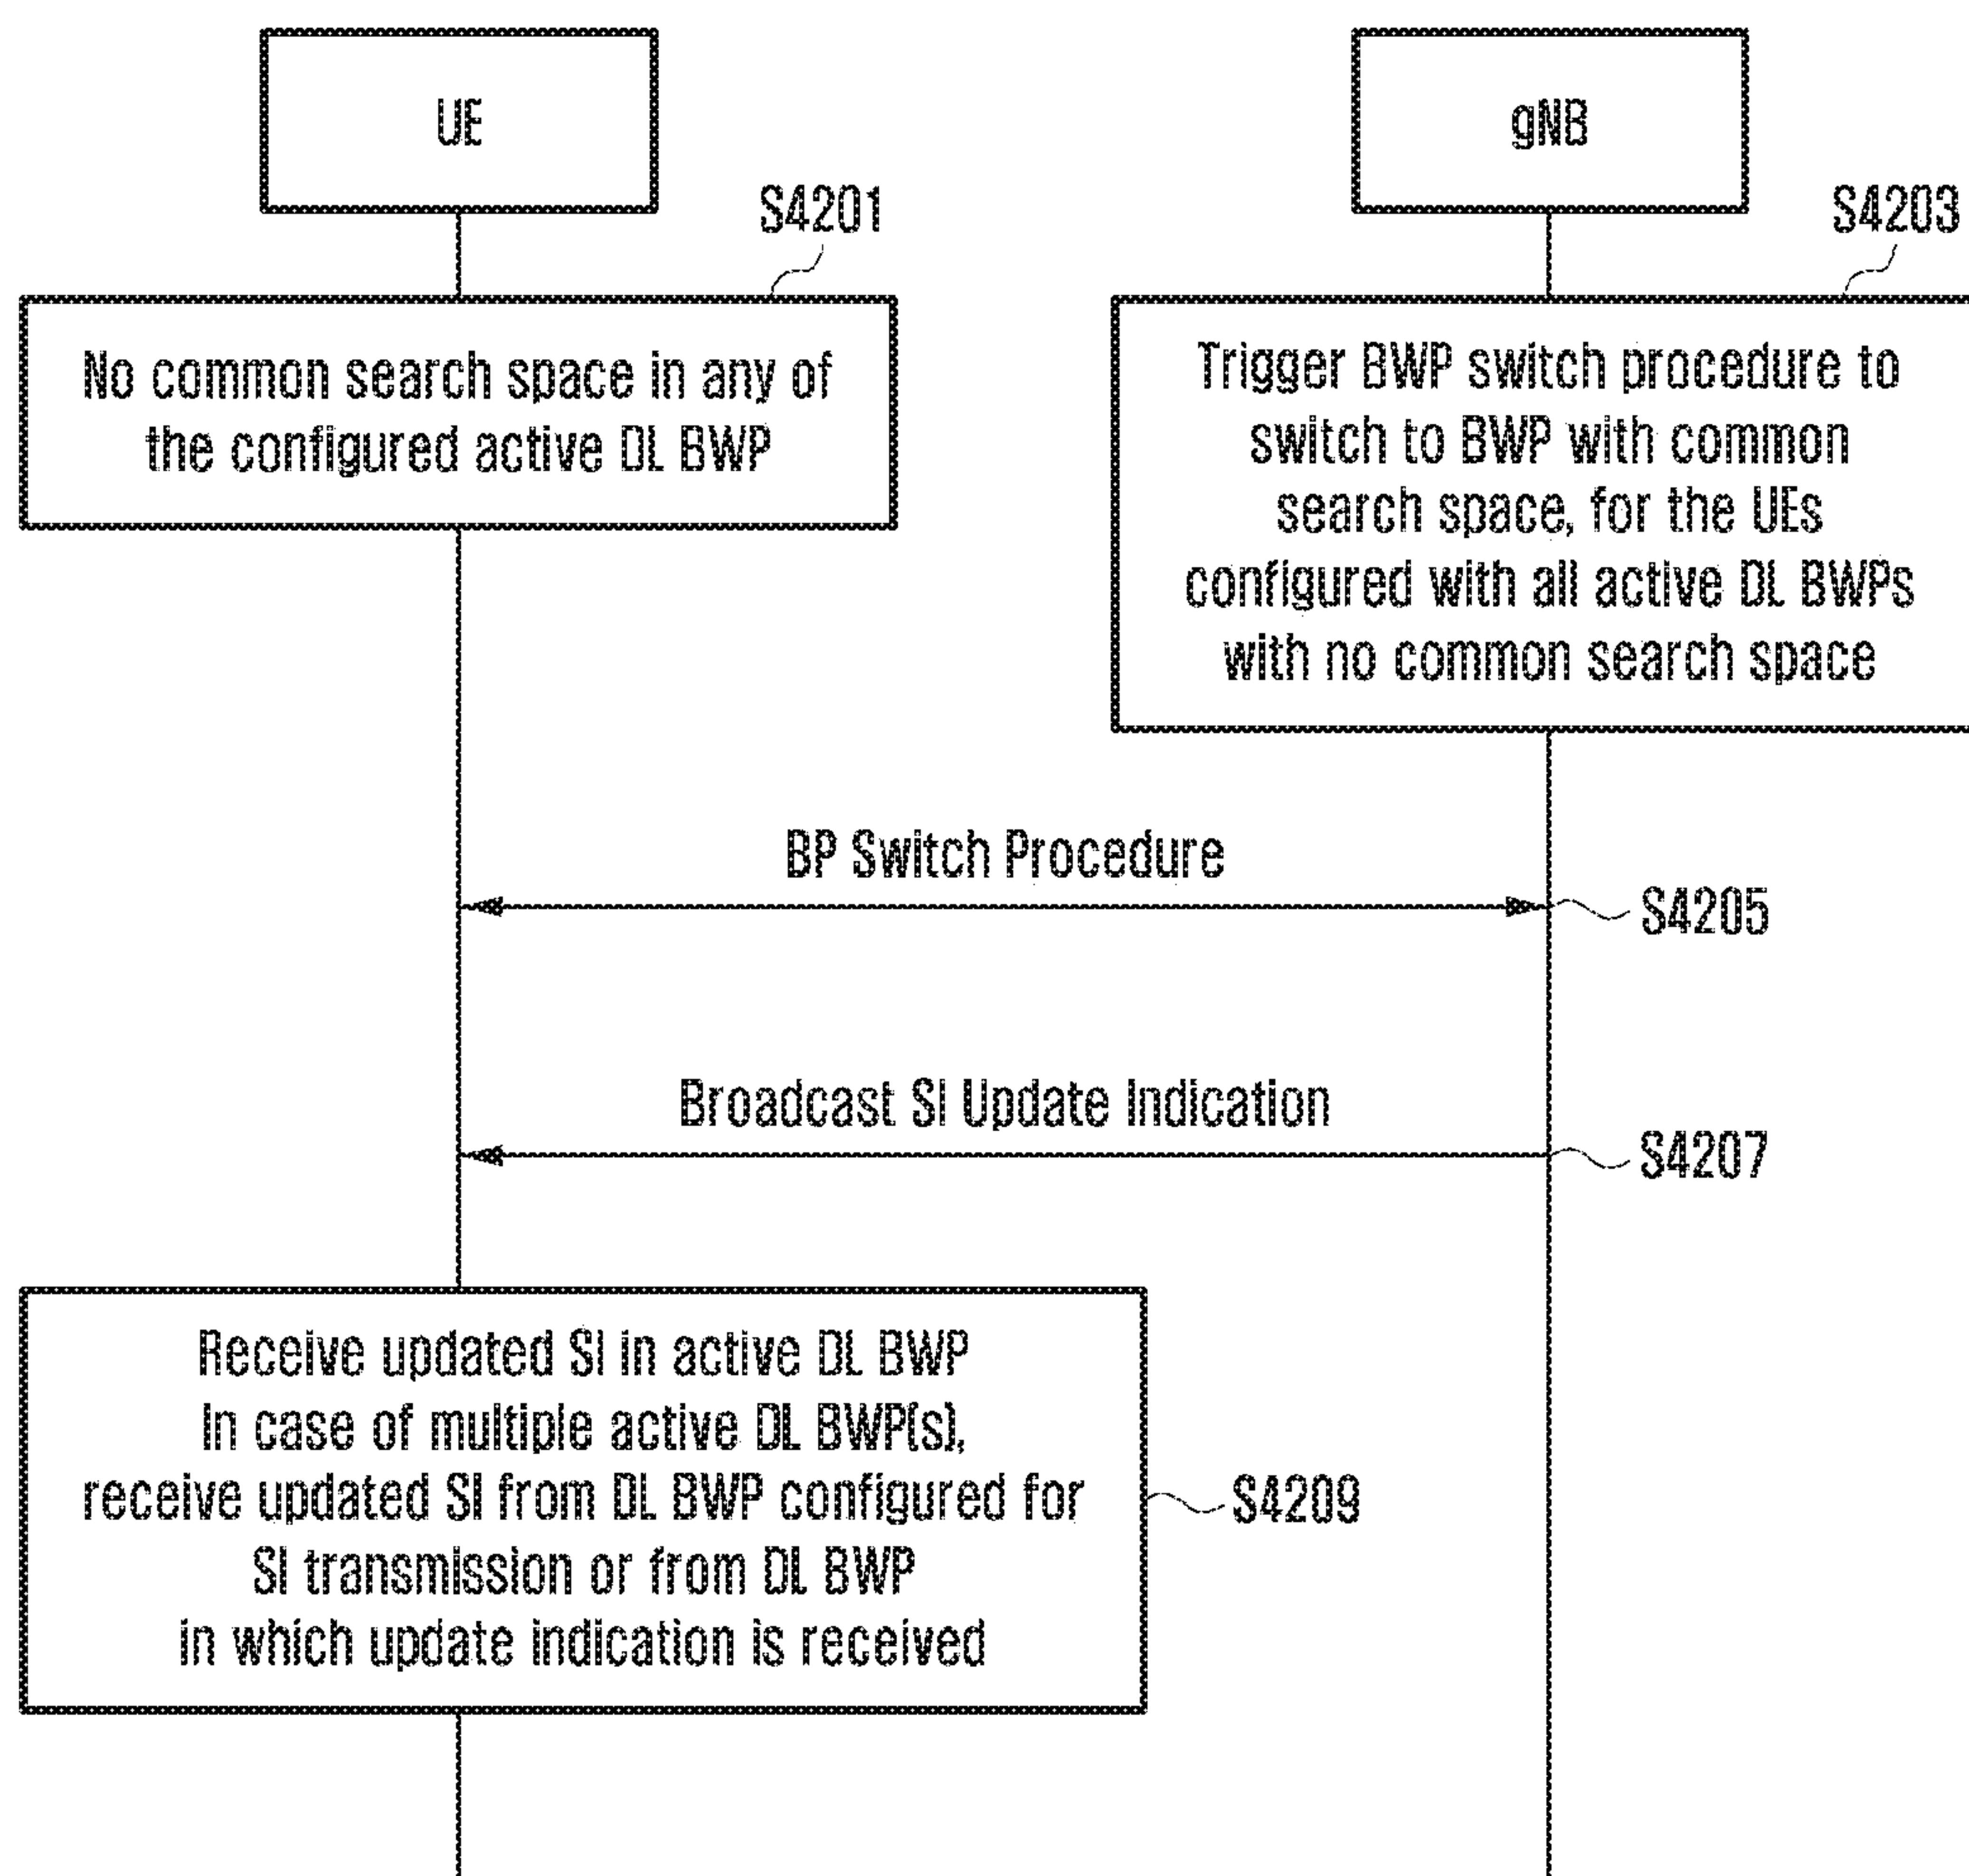 UE
gNB
S4201
S4203
No common search space in any of
the configured active DL BWP
Trigger BWP switch procedure to
switch to BWP with common
search space, for the UEs
configured with all active DL BWPs
with no common search space
BP Switch Procedure
S4205
Broadcast SI Update Indication
S4207
Receive updated SI in active DL BWP
In case of multiple active DL BWP(s),
receive updated SI from DL BWP configured for
SI transmission or from DL BWP
in which update indication is received
S4209